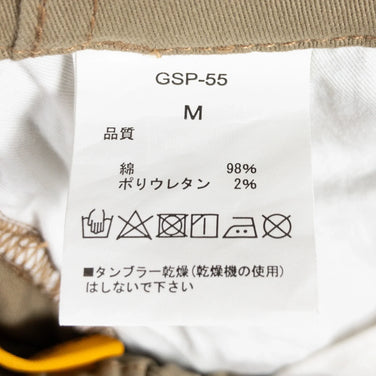 GSP-55
M
品質
綿 98%
ポリウレタン 2%
■タンブラー乾燥(乾燥機の使用)
はしないで下さい